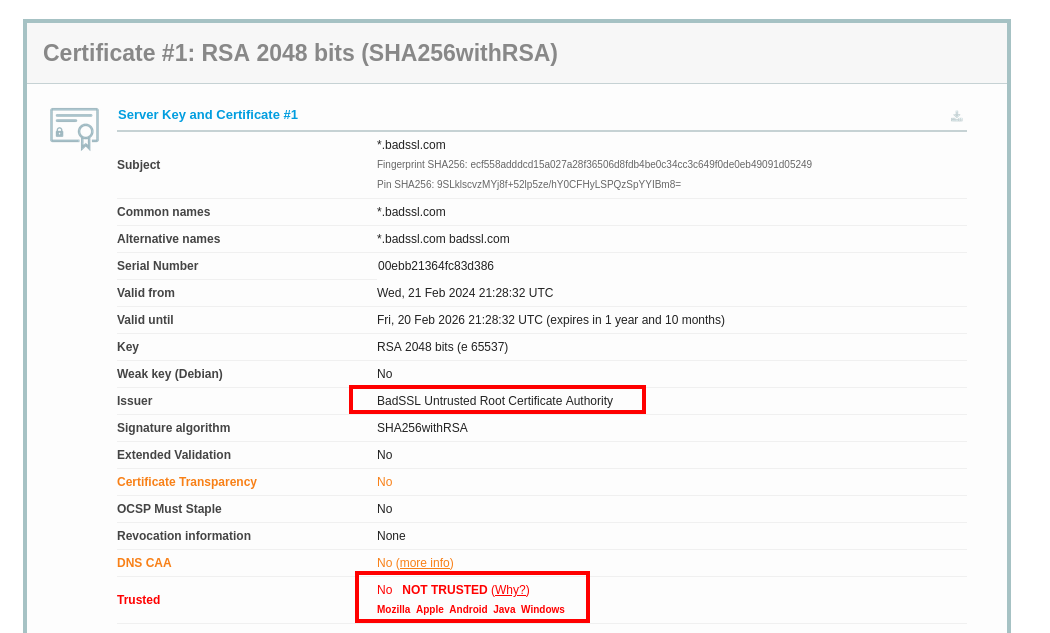 Certificate #1: RSA 2048 bits (SHA256withRSA)
Server Key and Certificate #1
Subject
*.badssl.com
Fingerprint SHA256: ecf558adddcd15a027a28f36506d8fdb4be0c34cc3c649f0de0eb49091d05249
Pin SHA256: 9SLklscvzMYj8f+52lp5ze/hY0CFHyLSPQzSpYYIBm8=
Common names *.badssl.com
Alternative names *.badssl.com badssl.com
Serial Number 00ebb21364fc83d386
Valid from Wed, 21 Feb 2024 21:28:32 UTC
Valid until Fri, 20 Feb 2026 21:28:32 UTC (expires in 1 year and 10 months)
Key RSA 2048 bits (e 65537)
Weak key (Debian) No
Issuer BadSSL Untrusted Root Certificate Authority
Signature algorithm SHA256withRSA
Extended Validation No
Certificate Transparency No
OCSP Must Staple No
Revocation information None
DNS CAA No (more info)
Trusted No NOT TRUSTED (Why?)
Mozilla Apple Android Java Windows